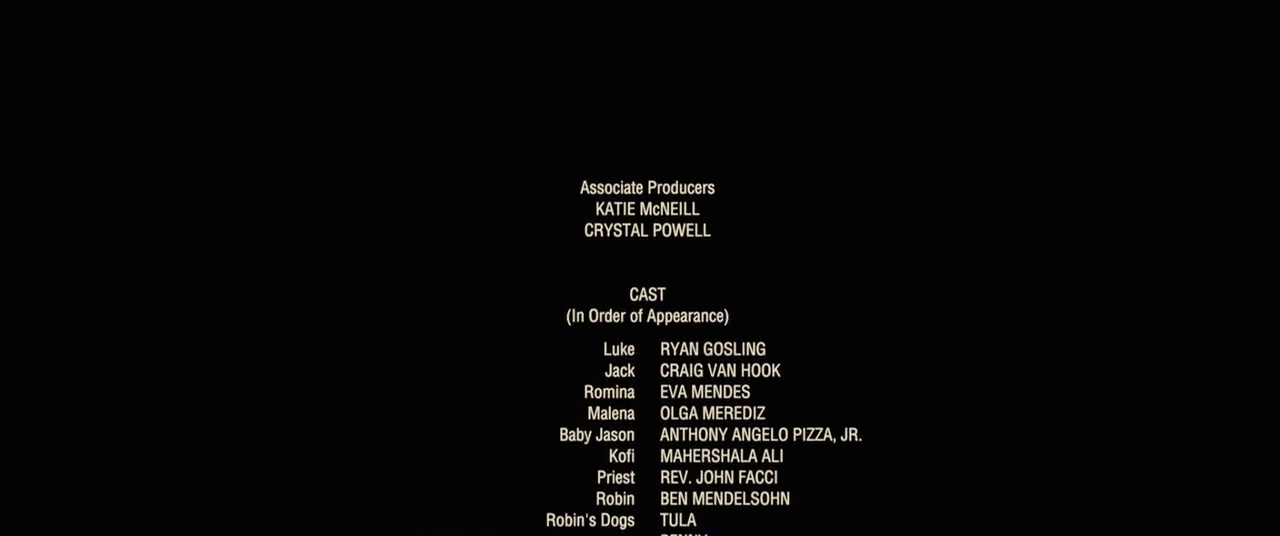 Associate Producers
KATIE McNEILL
CRYSTAL POWELL
CAST
(In Order of Appearance)
Luke RYAN GOSLING
Jack CRAIG VAN HOOK
Romina EVA MENDES
Malena OLGA MEREDIZ
Baby Jason ANTHONY ANGELO PIZZA, JR.
Kofi MAHERSHALA ALI
Priest REV. JOHN FACCI
Robin BEN MENDELSOHN
Robin's Dogs TULA